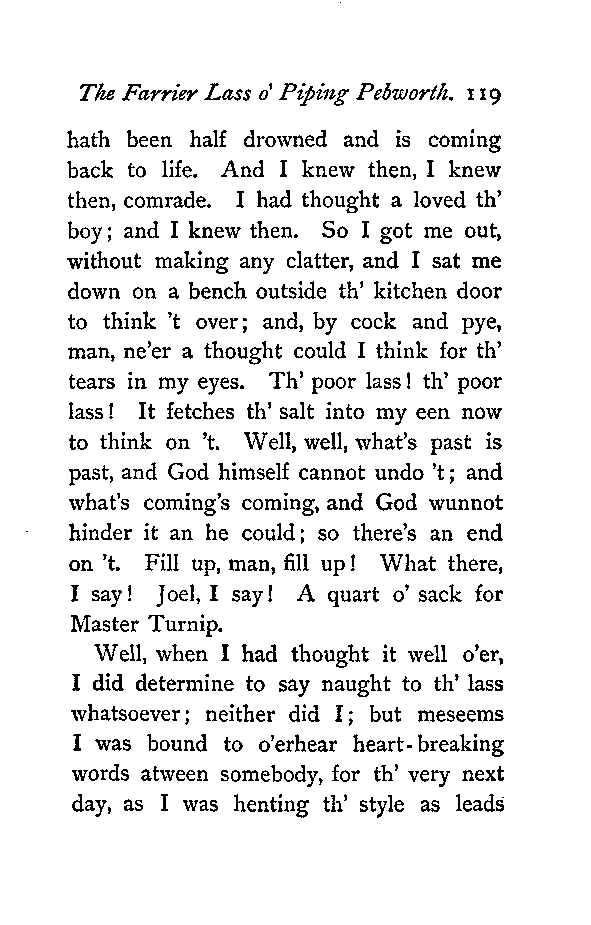 The Farrier Lass o' Piping Pebworth. 119
hath been half drowned and is coming
back to life. And I knew then, I knew
then, comrade. I had thought a loved th'
boy; and I knew then. So I got me out,
without making any clatter, and I sat me
down on a bench outside th' kitchen door
to think 't over; and, by cock and pye,
man, ne'er a thought could I think for th'
tears in my eyes. Th' poor lass! th' poor
lass! It fetches th' salt into my een now
to think on 't. Well, well, what's past is
past, and God himself cannot undo 't; and
what's coming's coming, and God wunnot
hinder it an he could; so there's an end
on 't. Fill up, man, fill up! What there,
I say! Joel, I say! A quart o' sack for
Master Turnip.
Well, when I had thought it well o'er,
I did determine to say naught to th' lass
whatsoever; neither did I; but meseems
I was bound to o'erhear heart-breaking
words atween somebody, for th' very next
day, as I was henting th' style as leads